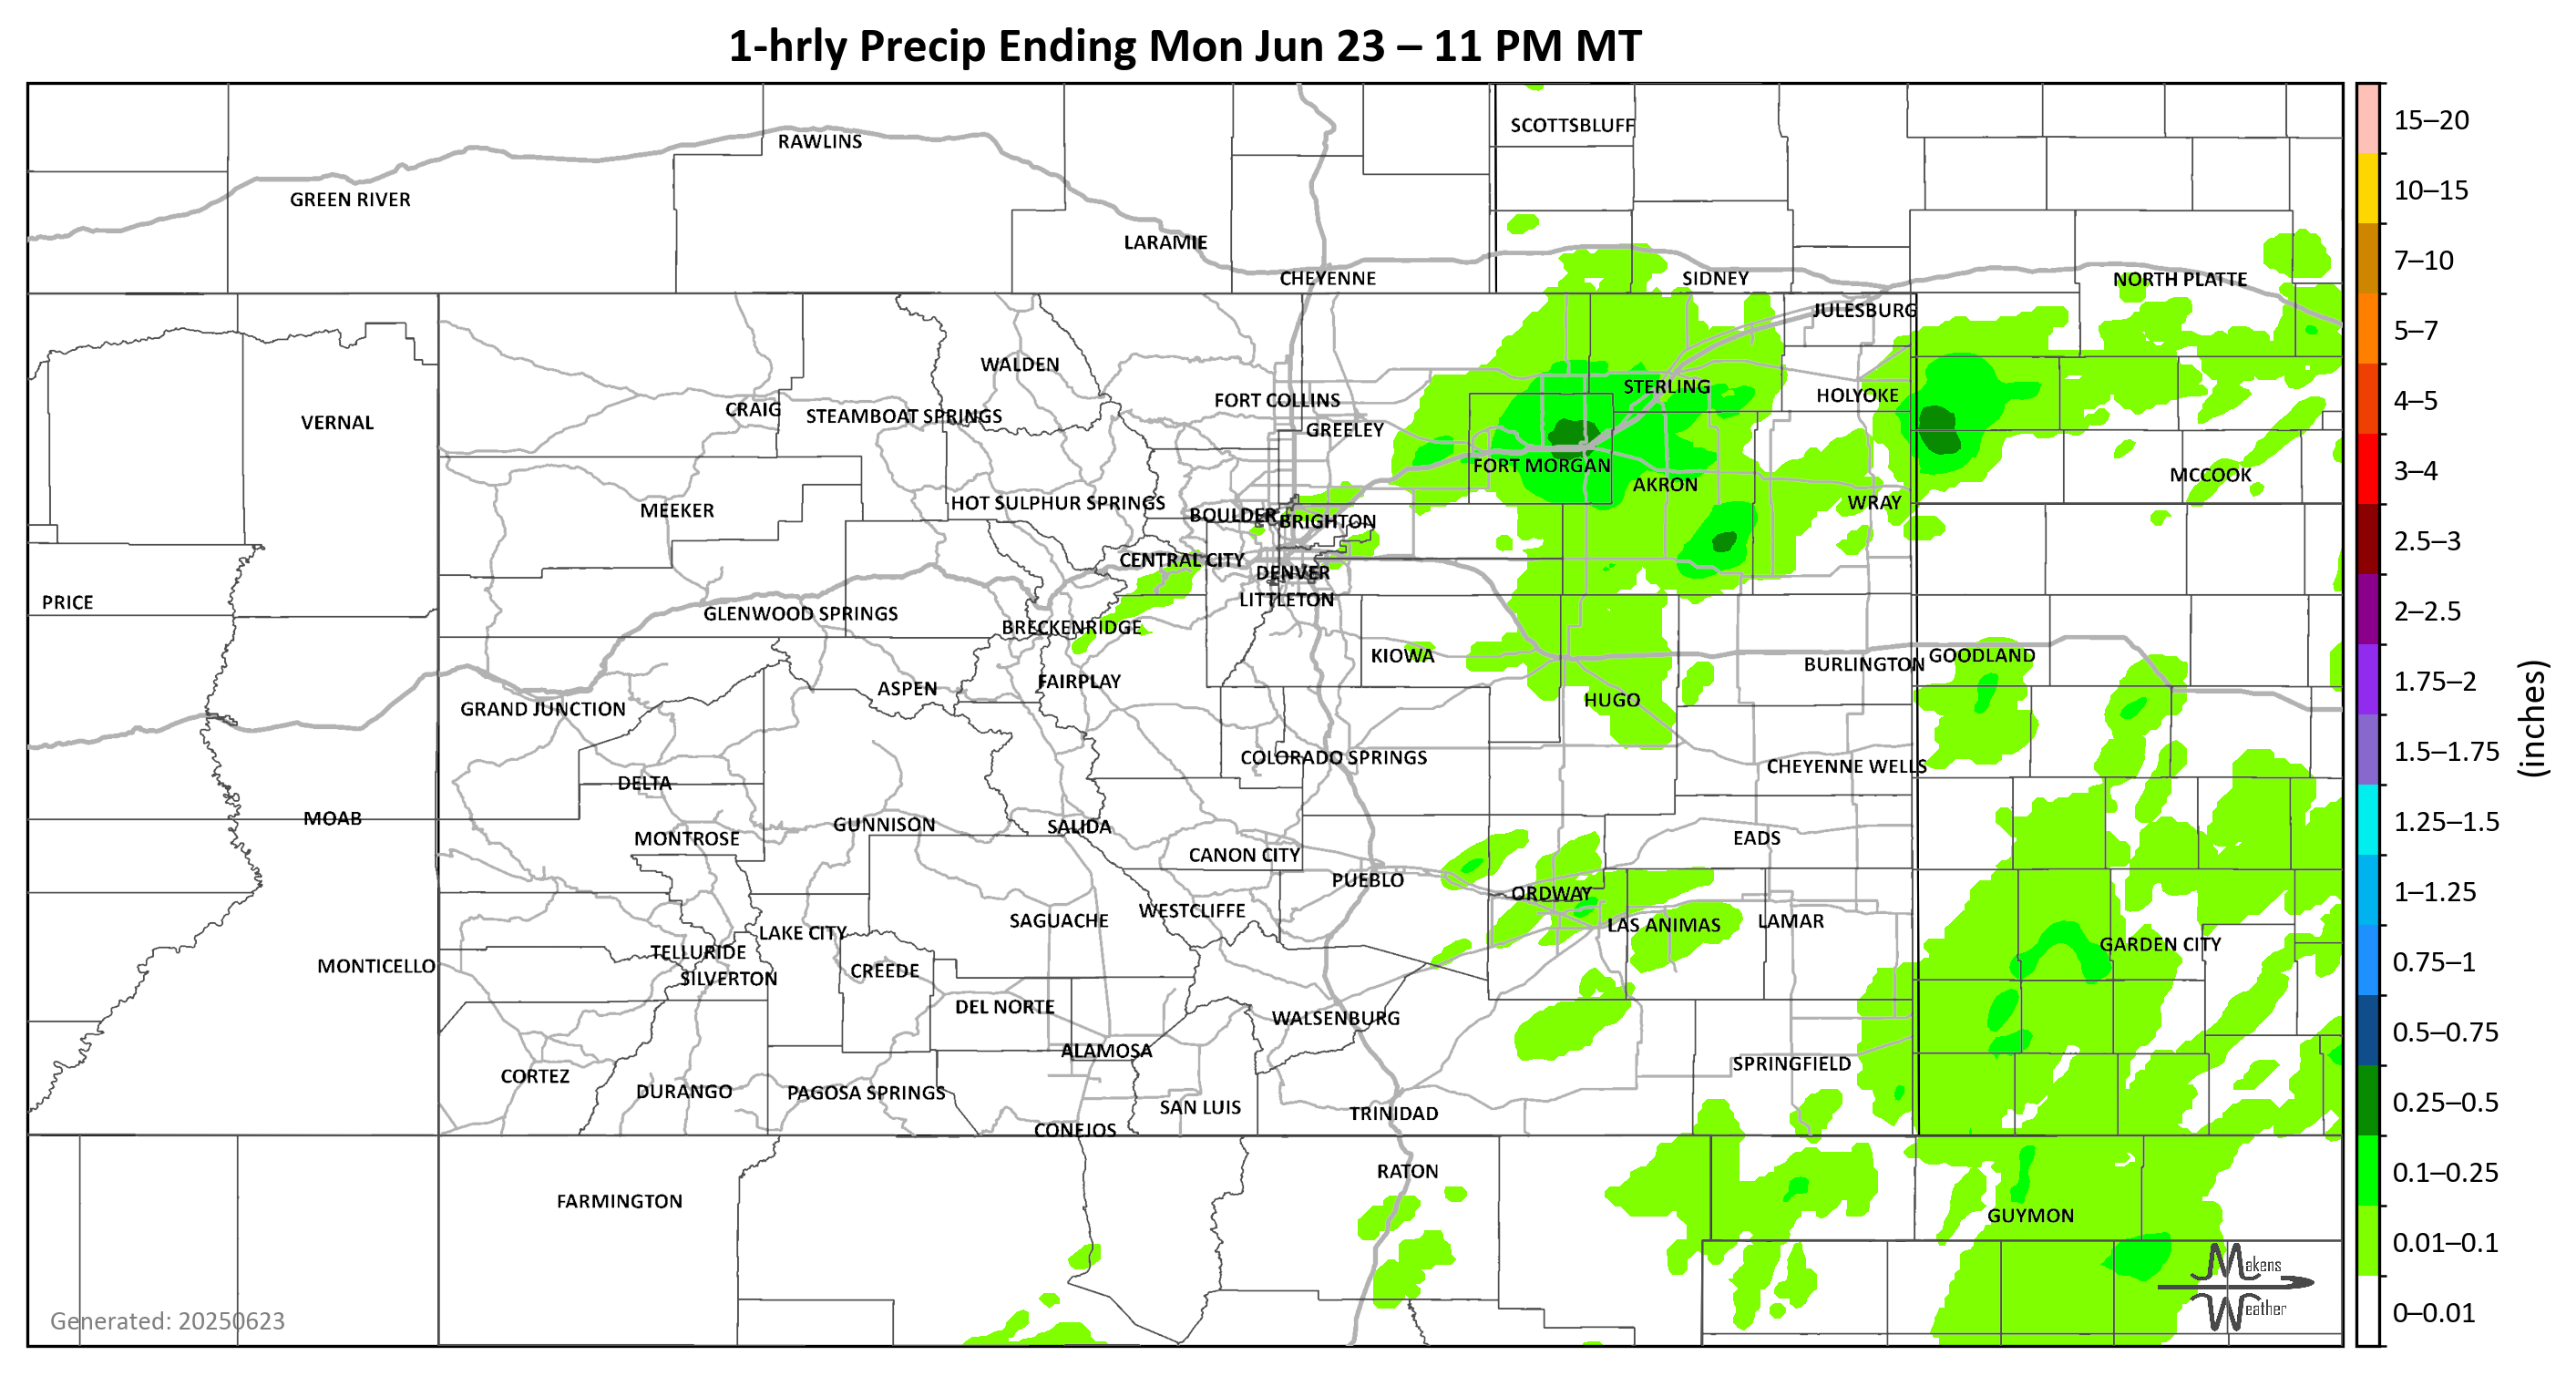 1-hrly Precip Ending Mon Jun 23 – 11 PM MT
SCOTTSBLUFF
RAWLINS
GREEN RIVER
LARAMIE
CHEYENNE
SIDNEY
NORTH PLATTE
JULESBURG
WALDEN
STERLING
HOLYOKE
FORT COLLINS
CRAIG
STEAMBOAT SPRINGS
VERNAL
GREELEY
FORT MORGAN
MCCOOK
AKRON
HOT SULPHUR SPRINGS
WRAY
MEEKER
BOULDER
BRIGHTON
CENTRAL CITY
DENVER
LITTLETON
PRICE
GLENWOOD SPRINGS
BRECKENRIDGE
KIOWA
GOODLAND
BURLINGTON
FAIRPLAY
ASPEN
HUGO
GRAND JUNCTION
COLORADO SPRINGS
CHEYENNE WELLS
DELTA
MOAB
GUNNISON
SALIDA
MONTROSE
EADS
CANON CITY
PUEBLO
ORDWAY
WESTCLIFFE
SAGUACHE
LAS ANIMAS
LAMAR
LAKE CITY
GARDEN CITY
TELLURIDE
MONTICELLO
CREEDE
SILVERTON
DEL NORTE
WALSENBURG
ALAMOSA
SPRINGFIELD
CORTEZ
DURANGO
PAGOSA SPRINGS
SAN LUIS
TRINIDAD
CONEJOS
RATON
FARMINGTON
GUYMON
Makens
Weather
Generated: 20250623
15–20
10–15
7–10
5–7
4–5
3–4
2.5–3
2–2.5
1.75–2
1.5–1.75
1.25–1.5
1–1.25
0.75–1
0.5–0.75
0.25–0.5
0.1–0.25
0.01–0.1
0–0.01
(inches)